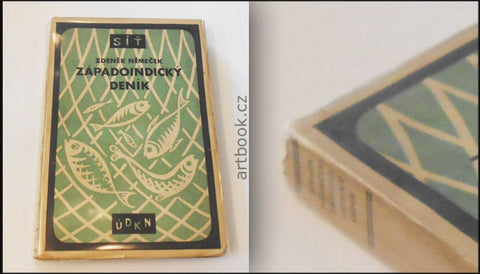 SÍŤ
ZDENĚK NĚMEČEK
ZÁPADOINDICKÝ
DENÍK
ÚDKN
artbook.cz